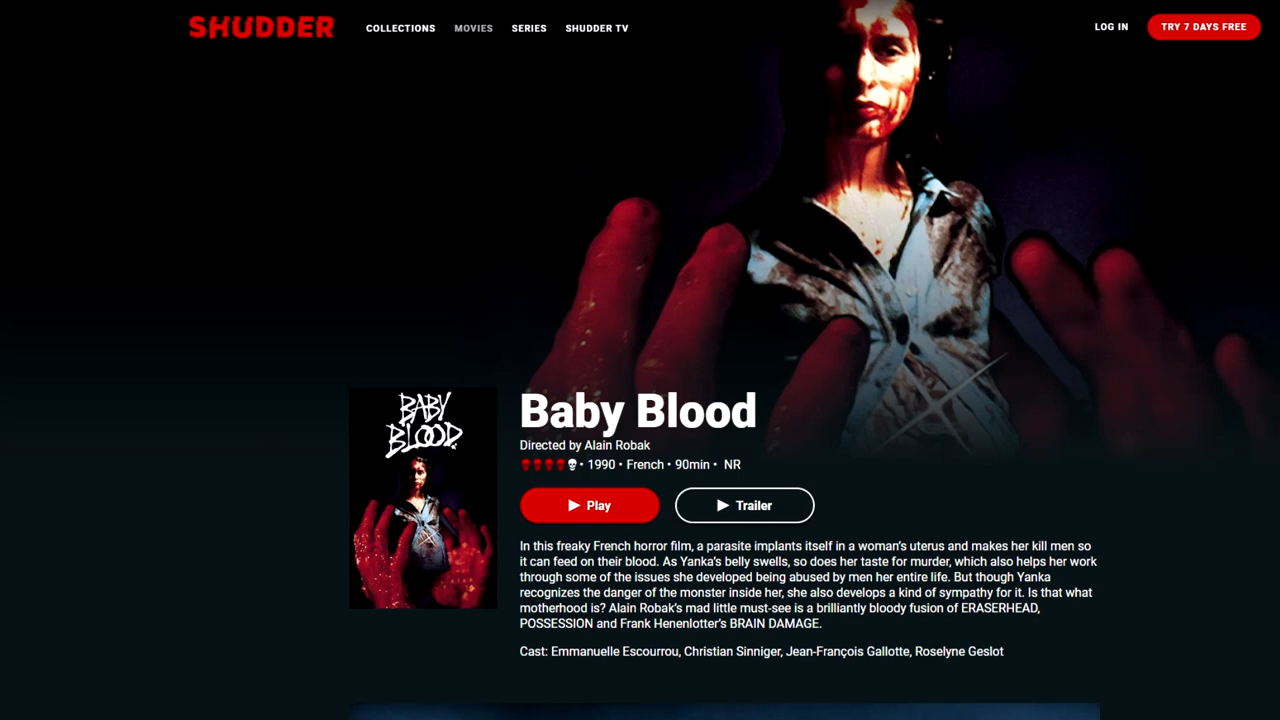 SHUDDER
COLLECTIONS
MOVIES
SERIES
SHUDDER TV
LOG IN
TRY 7 DAYS FREE
BABY
BLOOD
Baby Blood
Directed by Alain Robak
• 1990 • French • 90min • NR
Play
Trailer
In this freaky French horror film, a parasite implants itself in a woman's uterus and makes her kill men so
it can feed on their blood. As Yanka's belly swells, so does her taste for murder, which also helps her work
through some of the issues she developed being abused by men her entire life. But though Yanka
recognizes the danger of the monster inside her, she also develops a kind of sympathy for it. Is that what
motherhood is? Alain Robak's mad little must-see is a brilliantly bloody fusion of ERASERHEAD,
POSSESSION and Frank Henenlotter's BRAIN DAMAGE.
Cast: Emmanuelle Escourrou, Christian Sinniger, Jean-François Gallotte, Roselyne Geslot